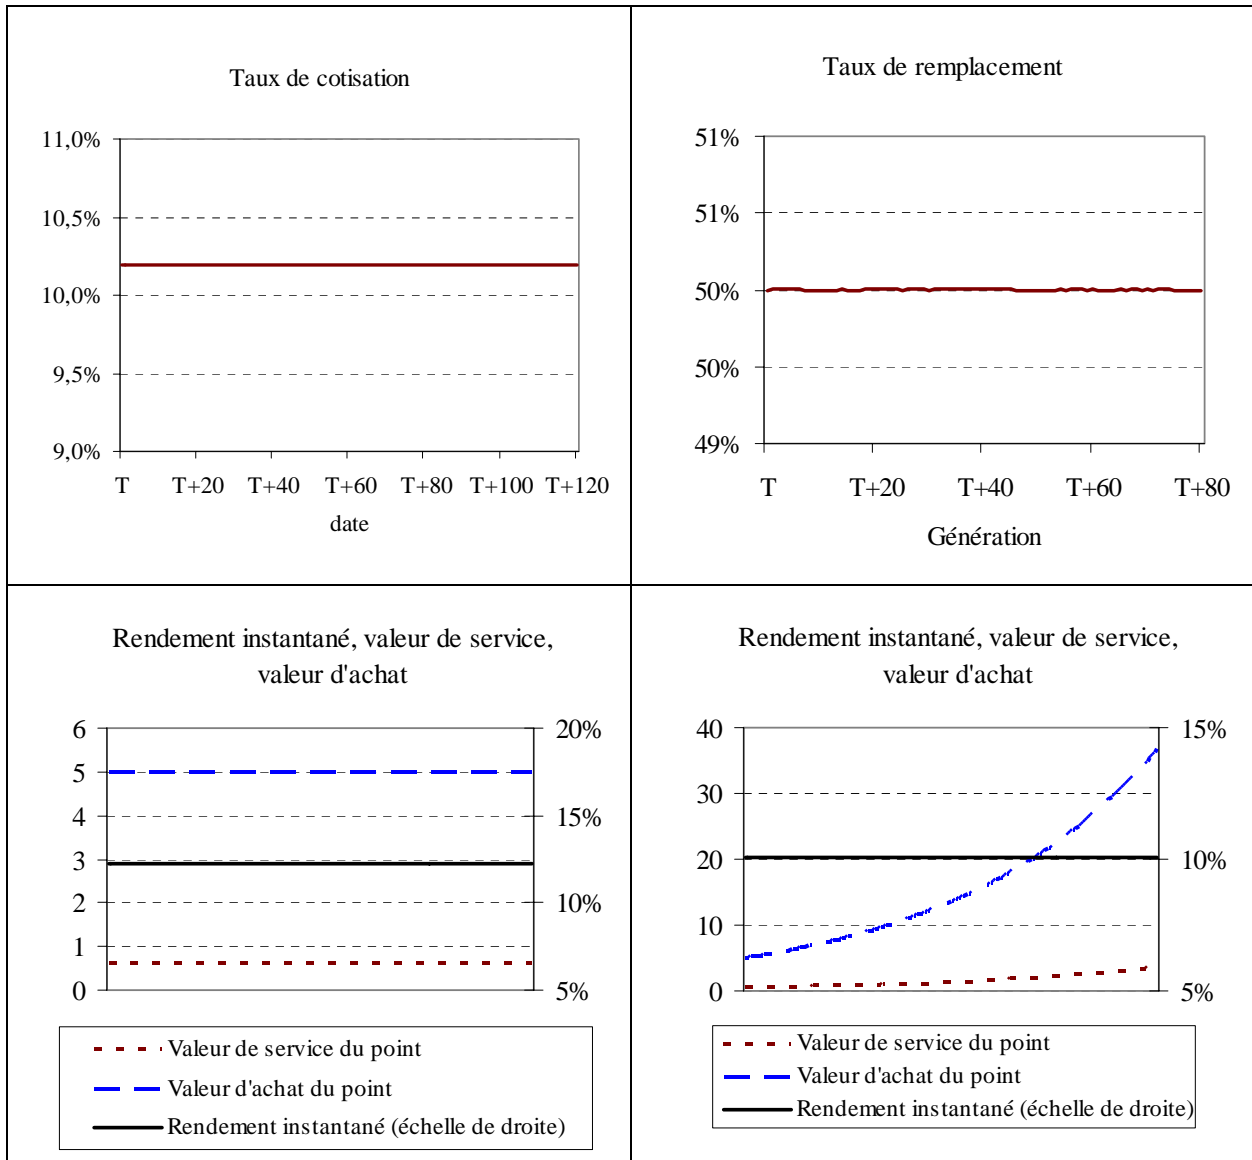 Taux de cotisation
11,0%
10,5%
10,0%
9,5%
9,0%
T T+20 T+40 T+60 T+80 T+100 T+120
date
Taux de remplacement
51%
51%
50%
50%
49%
T T+20 T+40 T+60 T+80
Génération
Rendement instantané, valeur de service,
valeur d'achat
6 20%
5
4 15%
3
2 10%
1
0 5%
Valeur de service du point
Valeur d'achat du point
Rendement instantané (échelle de droite)
Rendement instantané, valeur de service,
valeur d'achat
40 15%
30
20 10%
10
0 5%
Valeur de service du point
Valeur d'achat du point
Rendement instantané (échelle de droite)